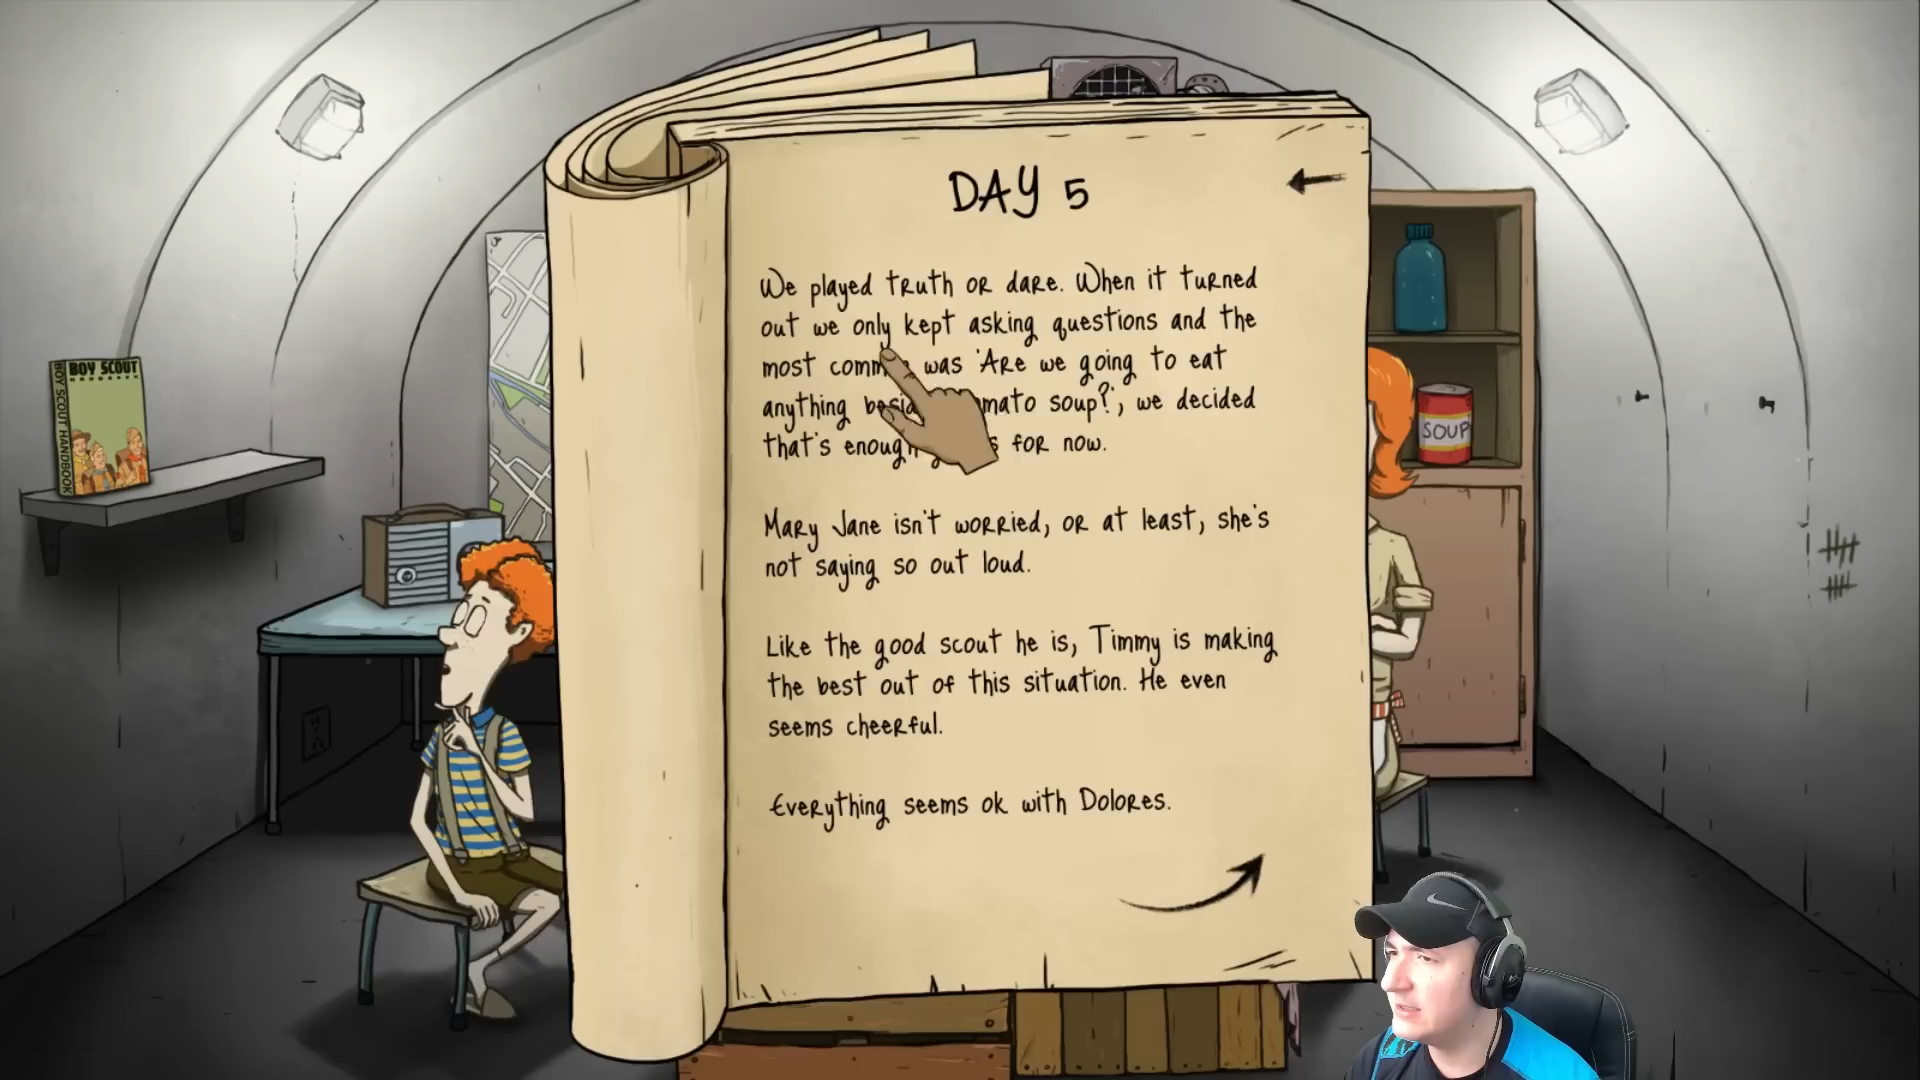 DAY 5
We played truth or dare. When it turned
out we only kept asking questions and the
most comm was 'Are we going to eat
anything mato soup?', we decided
that's enough for now.
Mary Jane isn't worried, or at least, she's
not saying so out loud.
Like the good scout he is, Timmy is making
the best out of this situation. He even
seems cheerful.
Everything seems ok with Dolores.
BOY SCOUT
HANDBOOK
BOY SCOUT HANDBOOK
SOUP